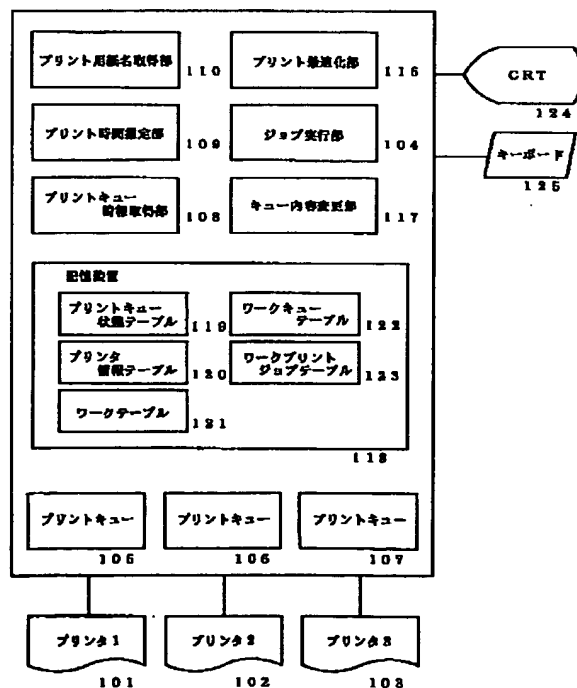 プリント用紙名取得部
110
プリント最適化部
116
CRT
124
プリント時間推定部
109
ジョブ実行部
104
キーボード
125
プリントキュー
情報取得部
108
キュー内容変更部
117
記憶装置
プリントキュー
状態テーブル
119
ワークキュー
テーブル
122
プリンタ
情報テーブル
120
ワークプリント
ジョブテーブル
123
ワークテーブル
121
118
プリントキュー
105
プリントキュー
106
プリントキュー
107
プリンタ1
101
プリンタ2
102
プリンタ3
103